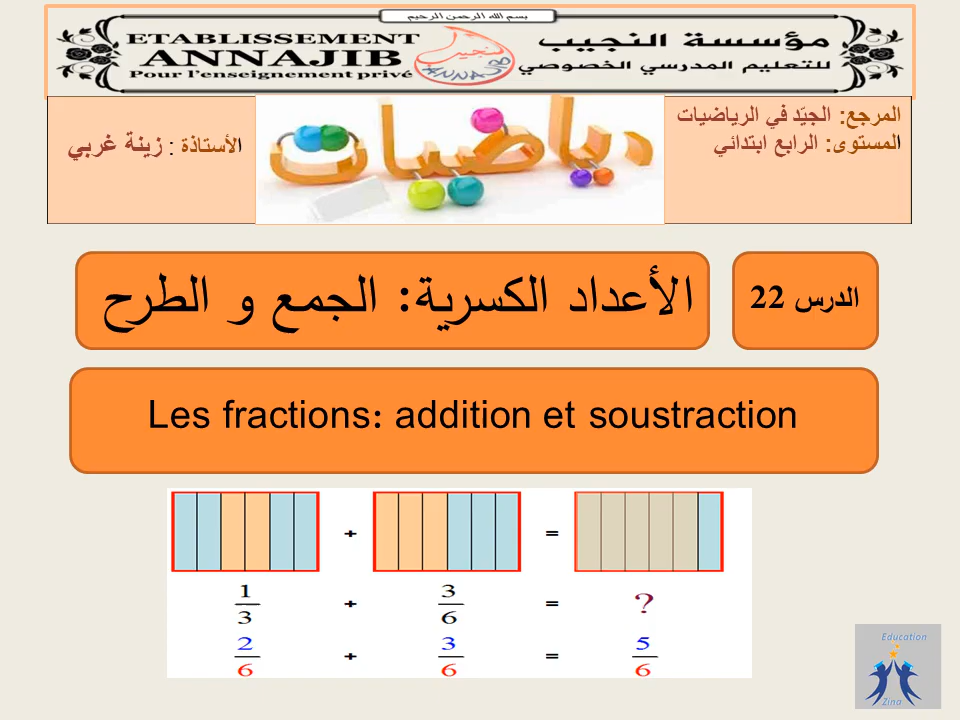 بسم الله الرحمن الرحيم
ETABLISSEMENT
ANNAJIB
Pour l'enseignement privé
النجيب
ANNAJIB
مؤسسة النجيب
للتعليم المدرسي الخصوصي
المرجع: الجيّد في الرياضيات
المستوى: الرابع ابتدائي
رياضيات
الأستاذة : زينة غربي
الدرس 22
الأعداد الكسرية: الجمع و الطرح
Les fractions: addition et soustraction
+ =
1/3 + 3/6 = ?
2/6 + 3/6 = 5/6
Education
Zina